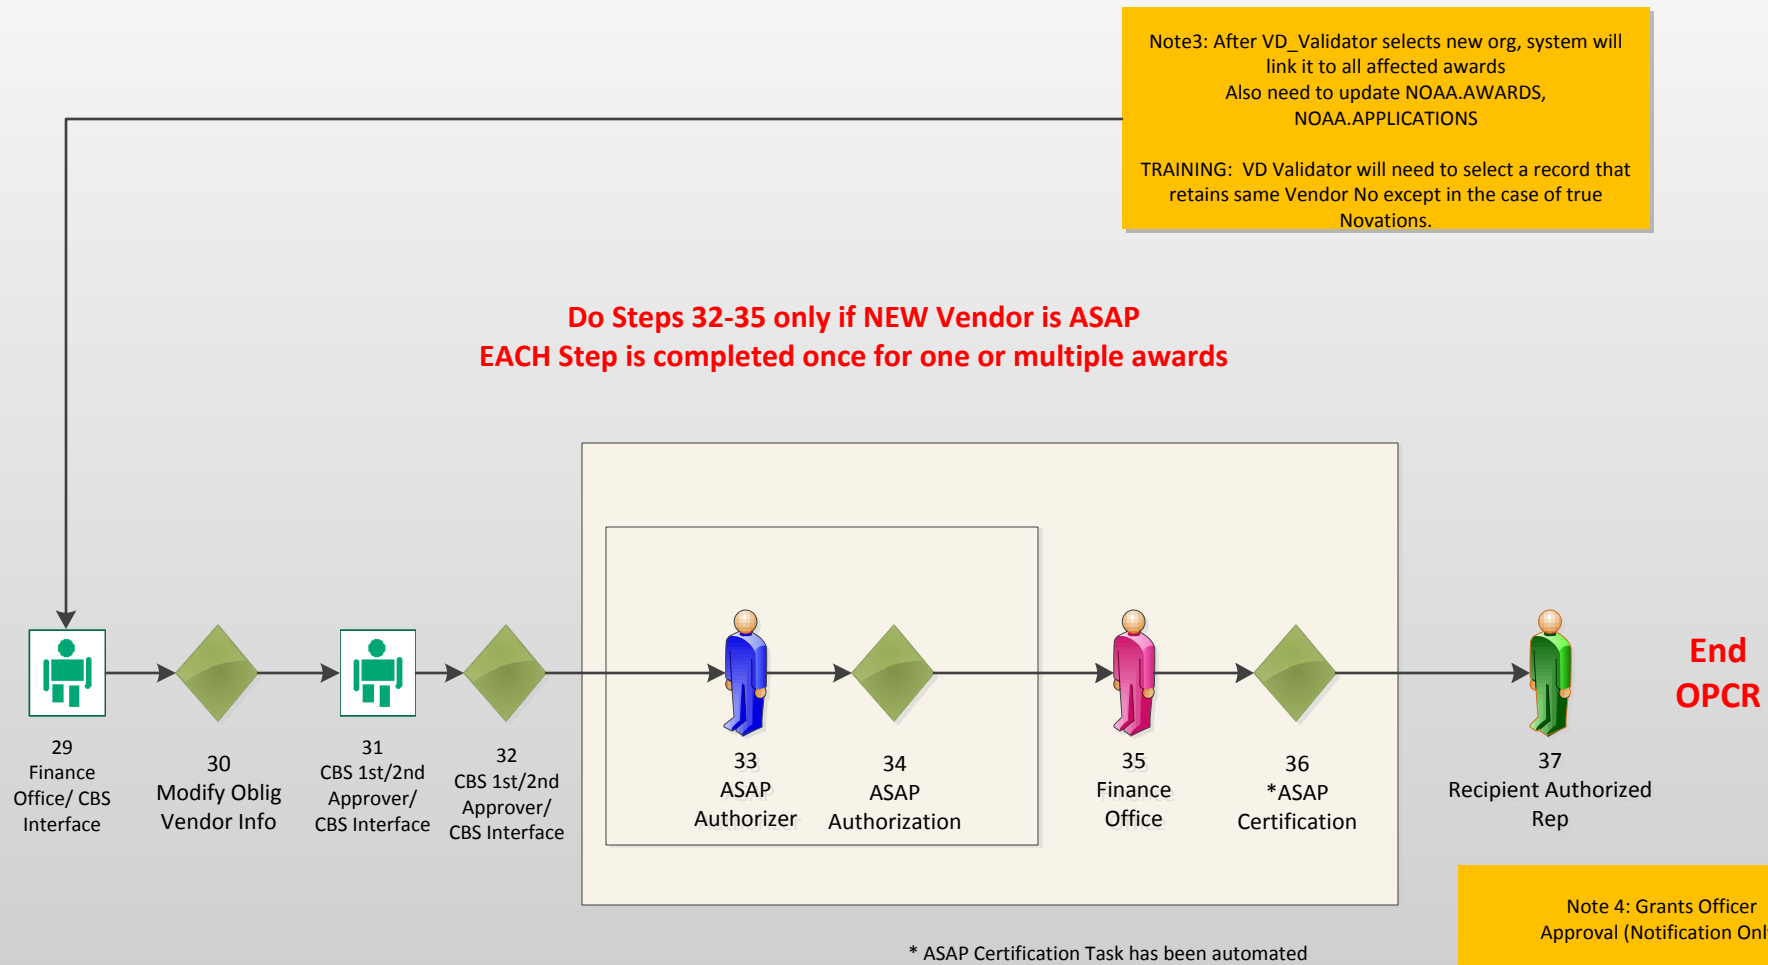 Note3: After VD_Validator selects new org, system will
link it to all affected awards
Also need to update NOAA.AWARDS,
NOAA.APPLICATIONS
TRAINING: VD Validator will need to select a record that
retains same Vendor No except in the case of true
Novations.
Do Steps 32-35 only if NEW Vendor is ASAP
EACH Step is completed once for one or multiple awards
End
OPCR
29
Finance
Office/ CBS
Interface
30
Modify Oblig
Vendor Info
31
CBS 1st/2nd
Approver/
CBS Interface
32
CBS 1st/2nd
Approver/
CBS Interface
33
ASAP
Authorizer
34
ASAP
Authorization
35
Finance
Office
36
*ASAP
Certification
37
Recipient Authorized
Rep
Note 4: Grants Officer
Approval (Notification
* ASAP Certification Task has been automated